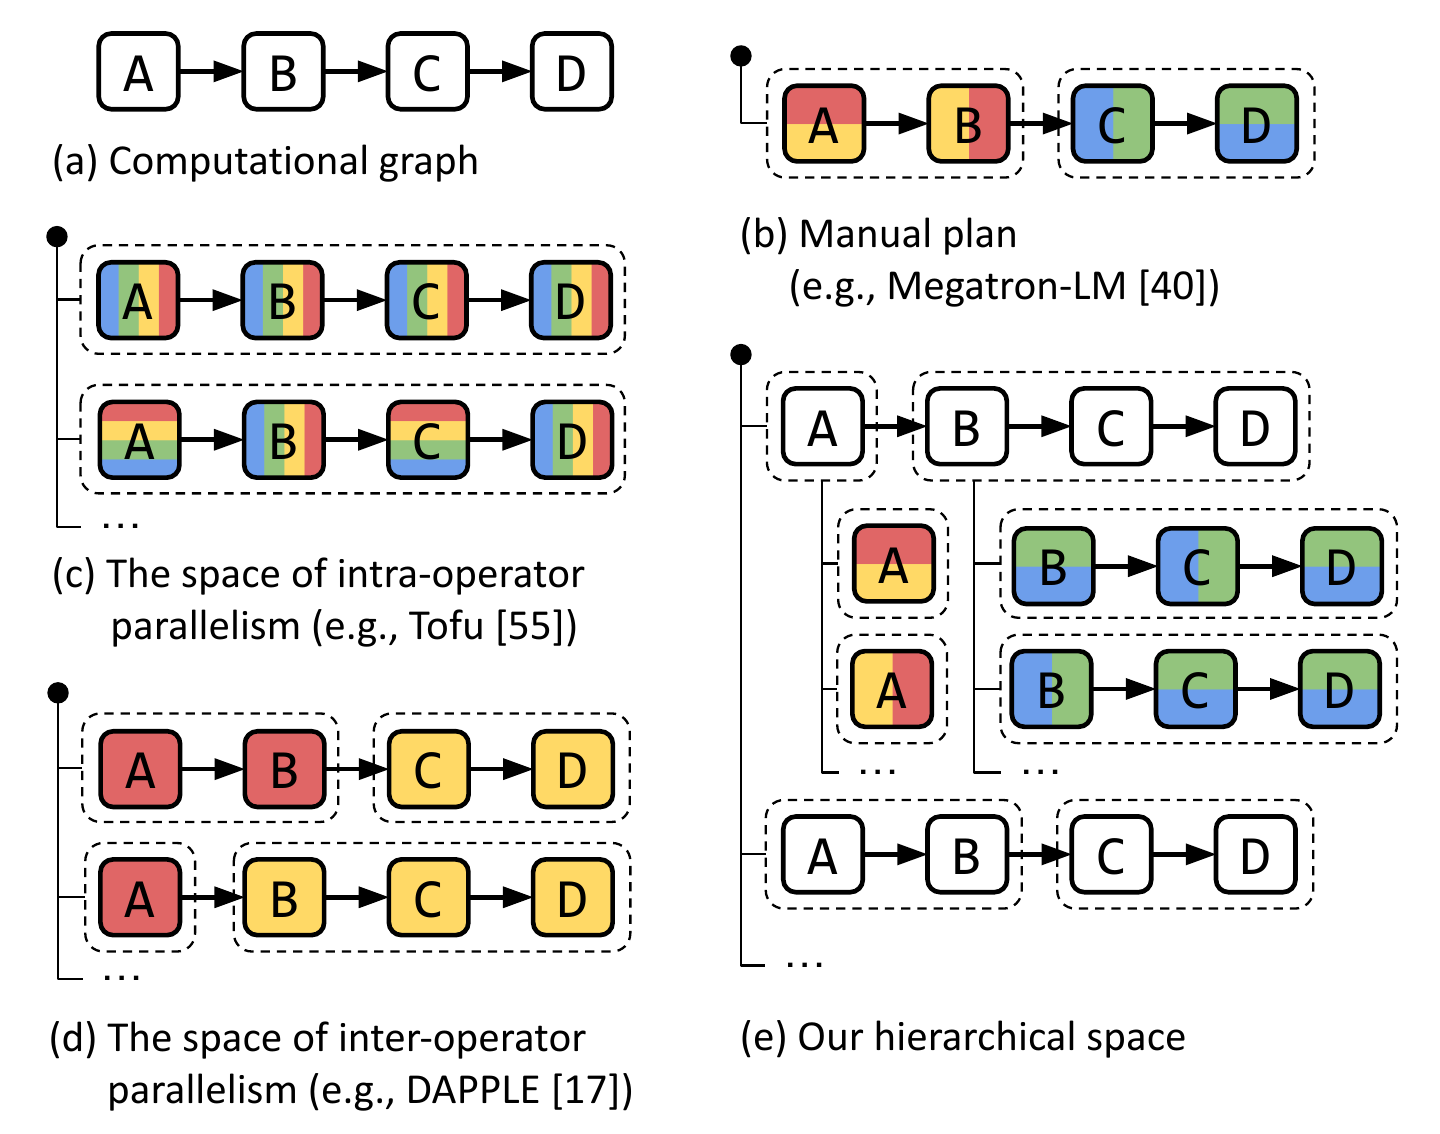 A B C D
(a) Computational graph
A B C D
(b) Manual plan
(e.g., Megatron-LM [40])
A B C D
A B C D
...
(c) The space of intra-operator
parallelism (e.g., Tofu [55])
A B C D
A B C D
...
(d) The space of inter-operator
parallelism (e.g., DAPPLE [17])
A B C D
A B C D
A B C D
... ...
A B C D
...
(e) Our hierarchical space